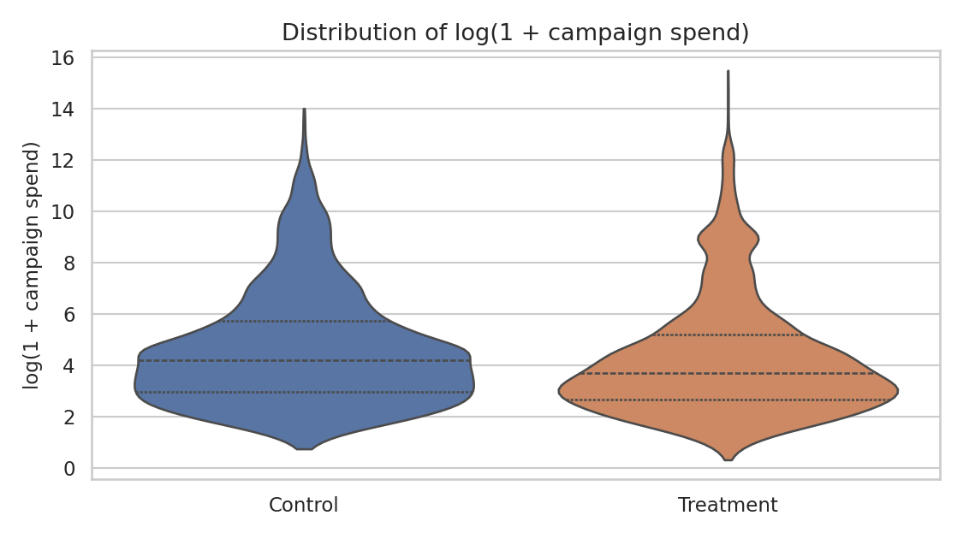 Distribution of log(1 + campaign spend)
log(1 + campaign spend)
16
14
12
10
8
6
4
2
0
Control
Treatment